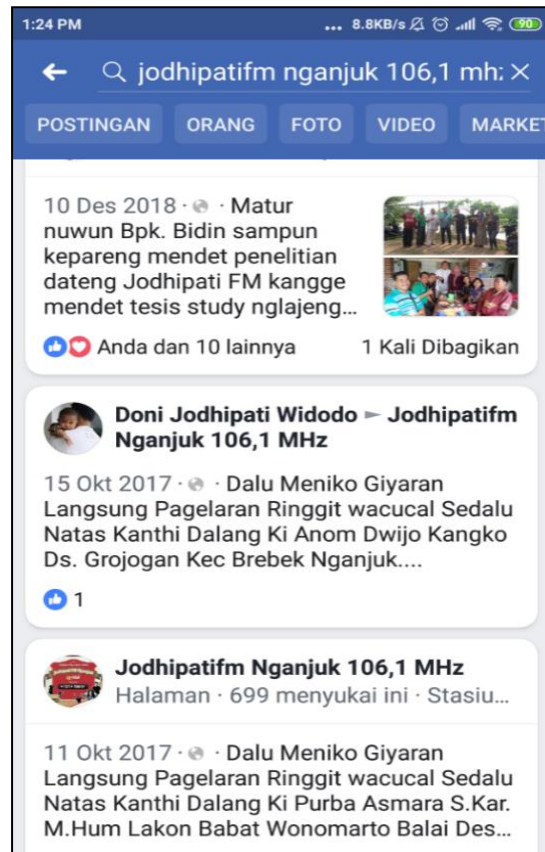 1:24 PM
... 8.8KB/s 90
jodhipatifm nganjuk 106,1 mh:
POSTINGAN ORANG FOTO VIDEO MARKET
10 Des 2018 · Matur
nuwun Bpk. Bidin sampun
kepareng mendet penelitian
dateng Jodhipati FM kangge
mendet tesis study nglajeng...
Anda dan 10 lainnya
1 Kali Dibagikan
Doni Jodhipati Widodo ► Jodhipatifm
Nganjuk 106,1 MHz
15 Okt 2017 · Dalu Meniko Giyaran
Langsung Pagelaran Ringgit wacucal Sedalu
Natas Kanthi Dalang Ki Anom Dwijo Kangko
Ds. Grojogan Kec Brebek Nganjuk....
1
Jodhipatifm Nganjuk 106,1 MHz
Halaman · 699 menyukai ini · Stasiu...
11 Okt 2017 · Dalu Meniko Giyaran
Langsung Pagelaran Ringgit wacucal Sedalu
Natas Kanthi Dalang Ki Purba Asmara S.Kar.
M.Hum Lakon Babat Wonomarto Balai Des...